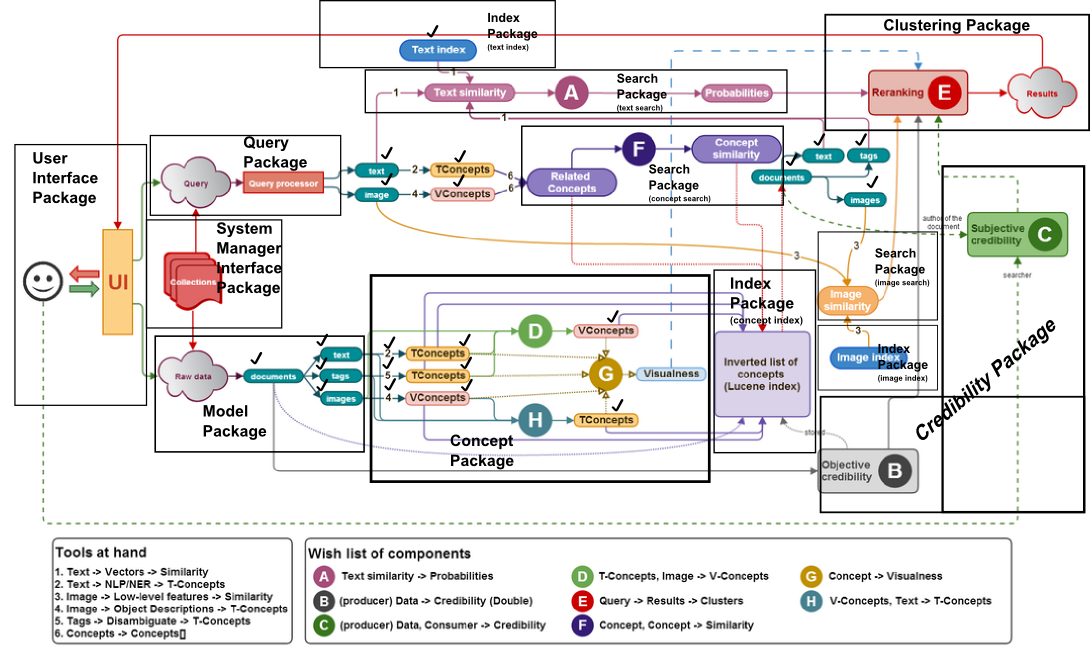 Index
Package
(text index)
Text index
Clustering Package
1
1
Text similarity
A
Search
Package
(text search)
Probabilities
Reranking
E
Results
1
User
Interface
Package
Query
Package
Query
Query processor
text
2
TConcepts
6
image
4
VConcepts
6
Related
Concepts
F
Concept
similarity
Search
Package
(concept search)
text
tags
documents
images
author of the
document
Subjective
credibility
C
searcher
System
Manager
Interface
Package
Collections
UI
3
3
Search
Package
(image search)
Image
similarity
3
Index
Package
(image index)
Image index
Index
Package
(concept index)
Inverted list of
concepts
(Lucene index)
Raw data
documents
text
tags
images
2
5
4
TConcepts
TConcepts
VConcepts
D
VConcepts
G
Visualness
H
TConcepts
Model
Package
Concept
Package
stored
Objective
credibility
B
Credibility Package
Tools at hand
1. Text -> Vectors -> Similarity
2. Text -> NLP/NER -> T-Concepts
3. Image -> Low-level features -> Similarity
4. Image -> Object Descriptions -> T-Concepts
5. Tags -> Disambiguate -> T-Concepts
6. Concepts -> Concepts[]
Wish list of components
A Text similarity -> Probabilities
B (producer) Data -> Credibility (Double)
C (producer) Data, Consumer -> Credibility
D T-Concepts, Image -> V-Concepts
E Query -> Results -> Clusters
F Concept, Concept -> Similarity
G Concept -> Visualness
H V-Concepts, Text -> T-Concepts